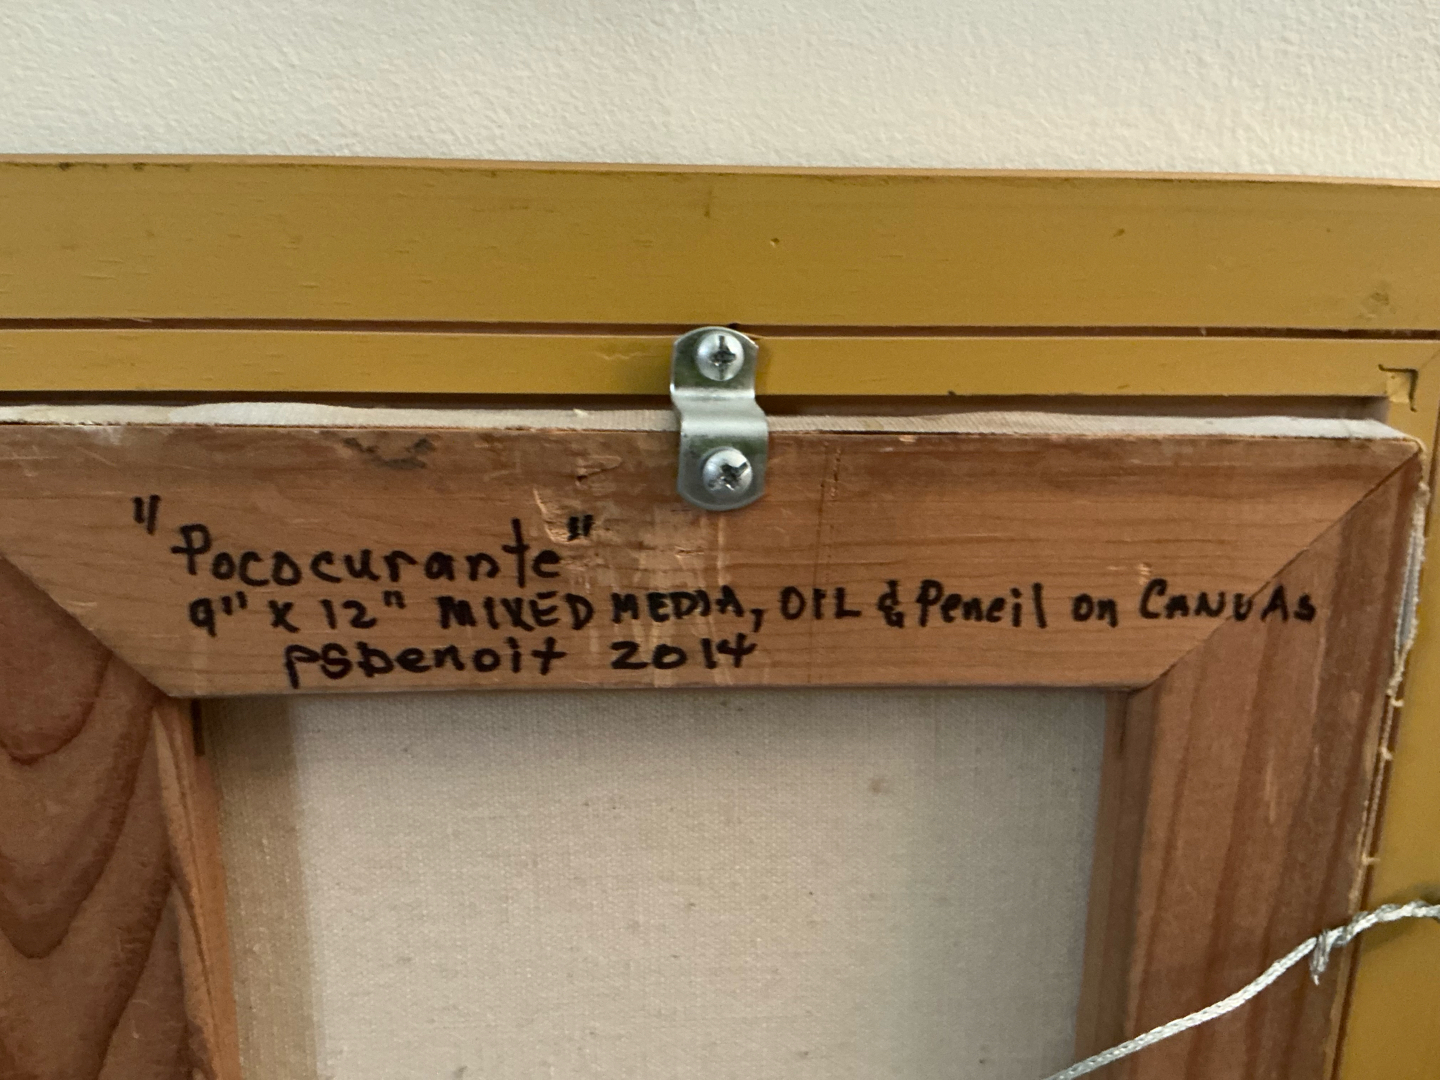 "Pococurante"
9" x 12" MIXED MEDIA, OIL & Pencil on CANVAS
PSBenoit 2014